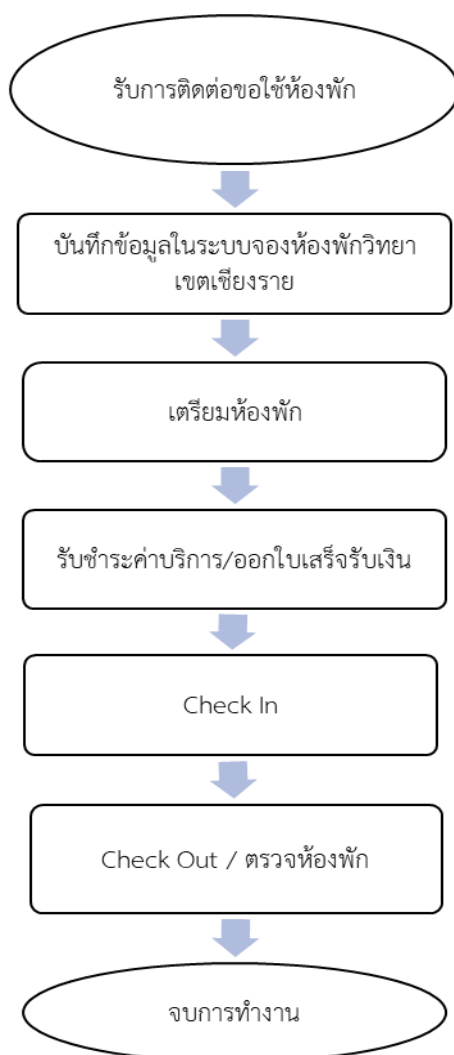 รับการติดต่อขอใช้ห้องพัก
บันทึกข้อมูลในระบบจองห้องพักวิทยา
เขตเชียงราย
เตรียมห้องพัก
รับชำระค่าบริการ/ออกใบเสร็จรับเงิน
Check In
Check Out / ตรวจห้องพัก
จบการทำงาน